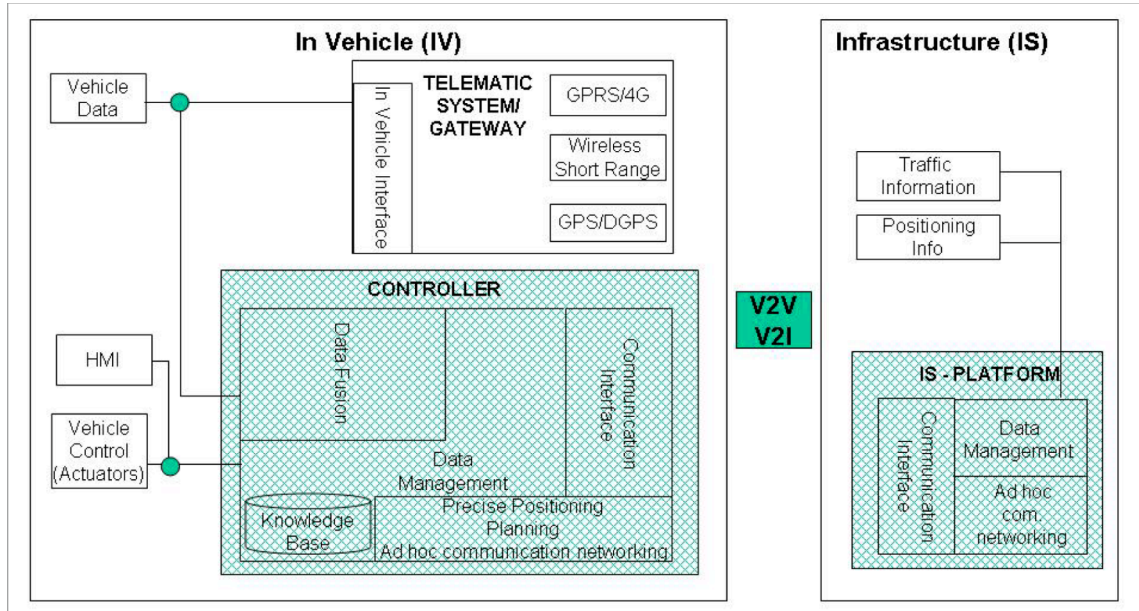 In Vehicle (IV)
Vehicle
Data
In Vehicle Interface
TELEMATIC
SYSTEM/
GATEWAY
GPRS/4G
Wireless
Short Range
GPS/DGPS
CONTROLLER
Data Fusion
Communication
Interface
HMI
Vehicle
Control
(Actuators)
Data
Management
Knowledge
Base
Precise Positioning
Planning
Ad hoc communication networking
V2V
V2I
Infrastructure (IS)
Traffic
Information
Positioning
Info
IS - PLATFORM
Communication
Interface
Data
Management
Ad hoc
com.
networking